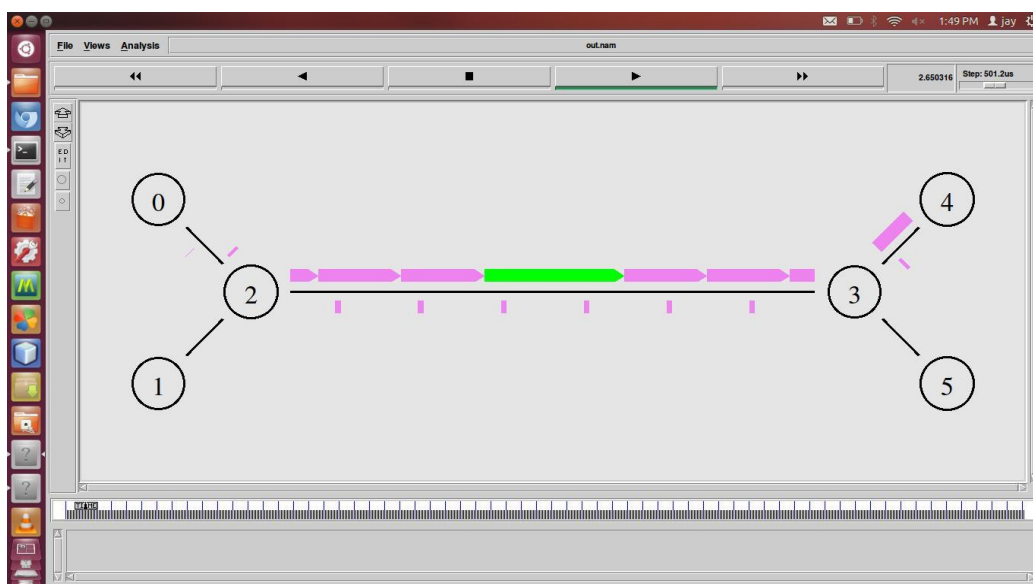 1:49 PM jay
File Views Analysis out.nam
2.650316 Step: 501.2us
E D
I T
0 4
2 3
1 5